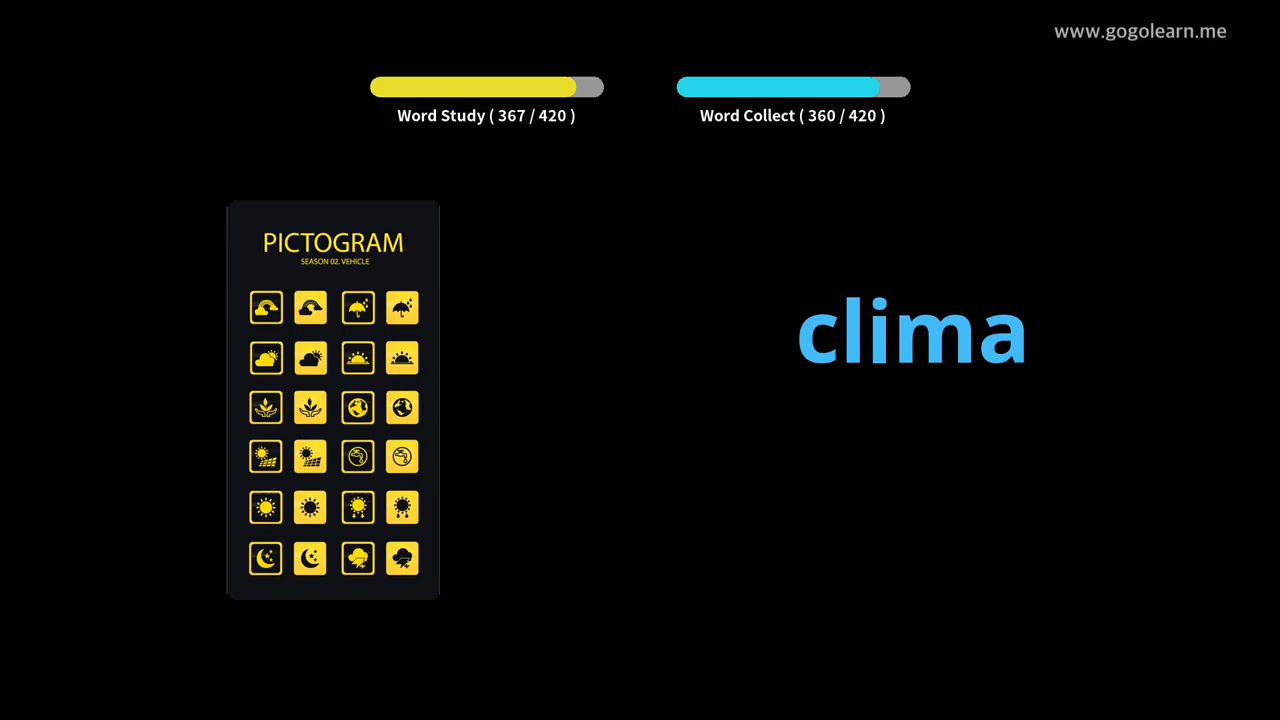 www.gogolearn.me
Word Study ( 367 / 420 )
Word Collect ( 360 / 420 )
PICTOGRAM
SEASON 02. VEHICLE
clima